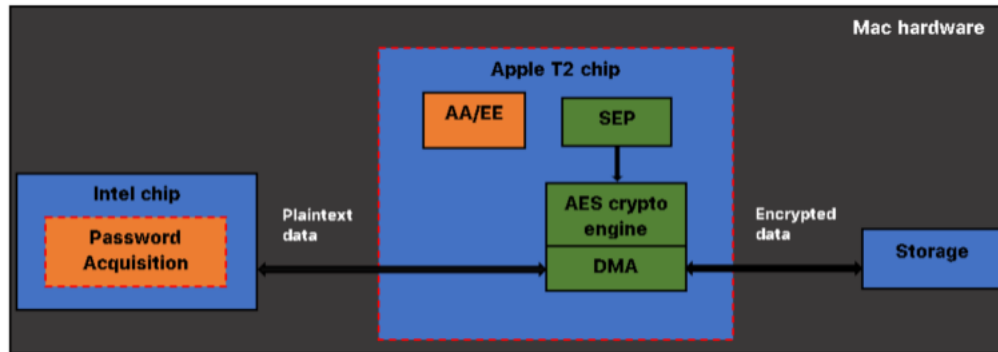 Mac hardware
Apple T2 chip
AA/EE
SEP
Intel chip
Password
Acquisition
Plaintext
data
AES crypto
engine
DMA
Encrypted
data
Storage